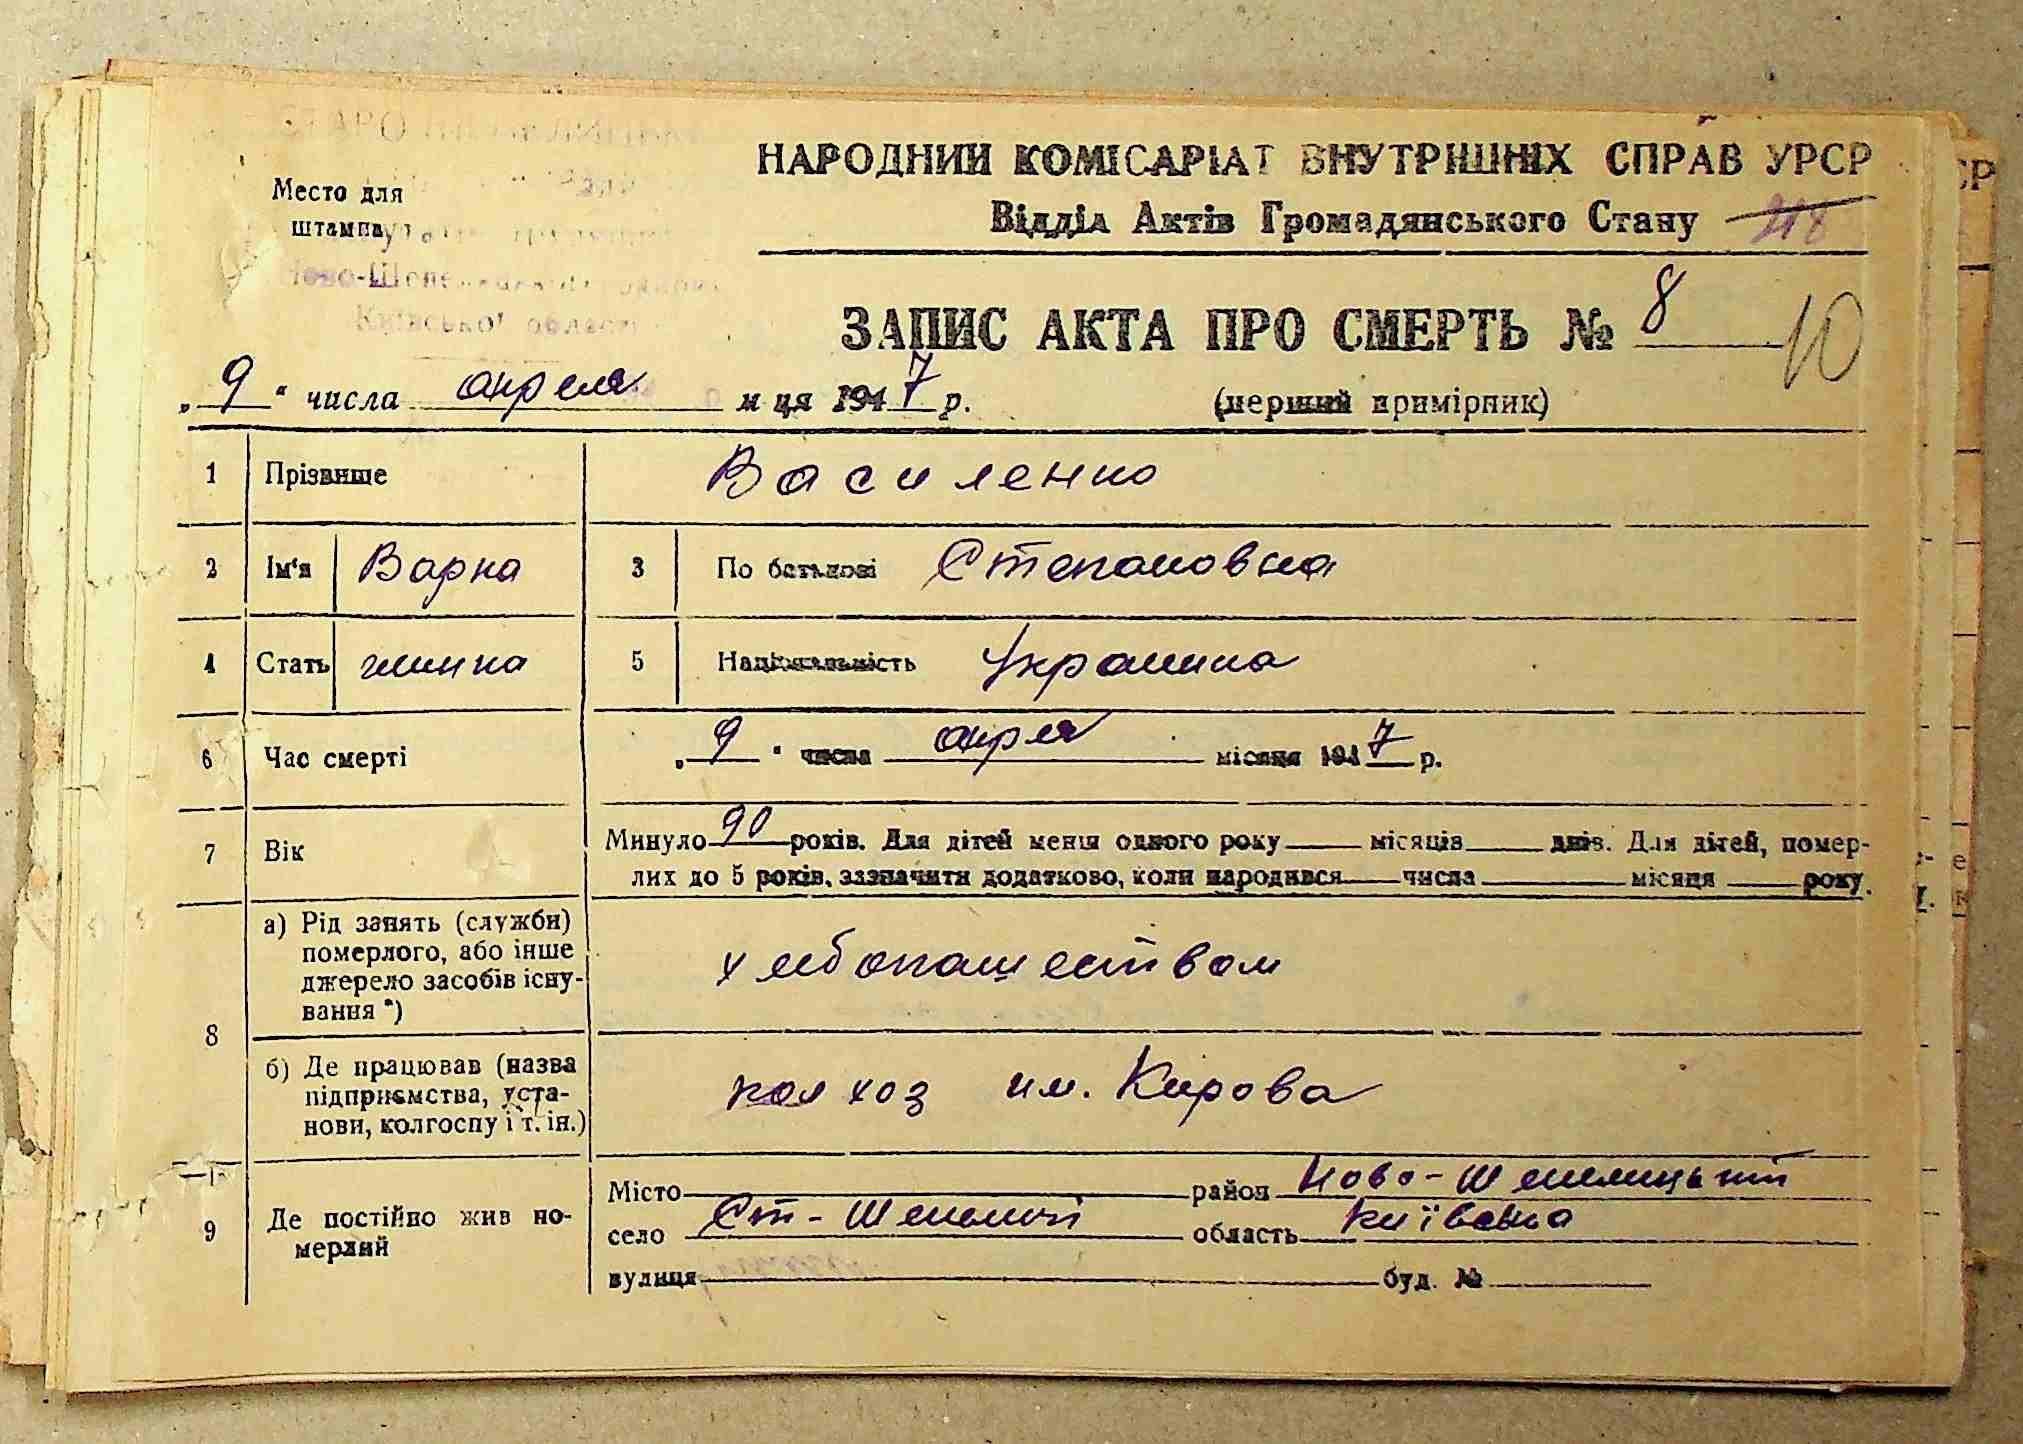 НАРОДНИЙ КОМІСАРІАТ ВНУТРІШНІХ СПРАВ УРСР
Место для
штампа
Відділ Актів Громадянського Стану
Ново-Шепе
Київської област
ЗАПИС АКТА ПРО СМЕРТЬ № 8
10
„9“ числа апреля м ця 1947 р.
(перший примірник)
1 Прізвище Василенко
2 Ім'я Варка 3 По батькові Степановна
4 Стать 5 Національність Украинка
6 Час смерті „9“ числа апреля місяця 1947 р.
7 Вік Минуло 90 років. Для дітей менш одного року місяців днів. Для дітей, помер-
лих до 5 років, зазначити додатково, коли народився числа місяця року.
8 а) Рід занять (служби)
померлого, або інше
джерело засобів існу-
вання *)
хлебопашеством
б) Де працював (назва
підприємства, уста-
нови, колгоспу і т. ін.)
колхоз им. Кирова
9 Де постійно жив по-
мерлий
Місто район Ново-Шепелицький
село Ст-Шепеличі область Київська
вулиця буд. №